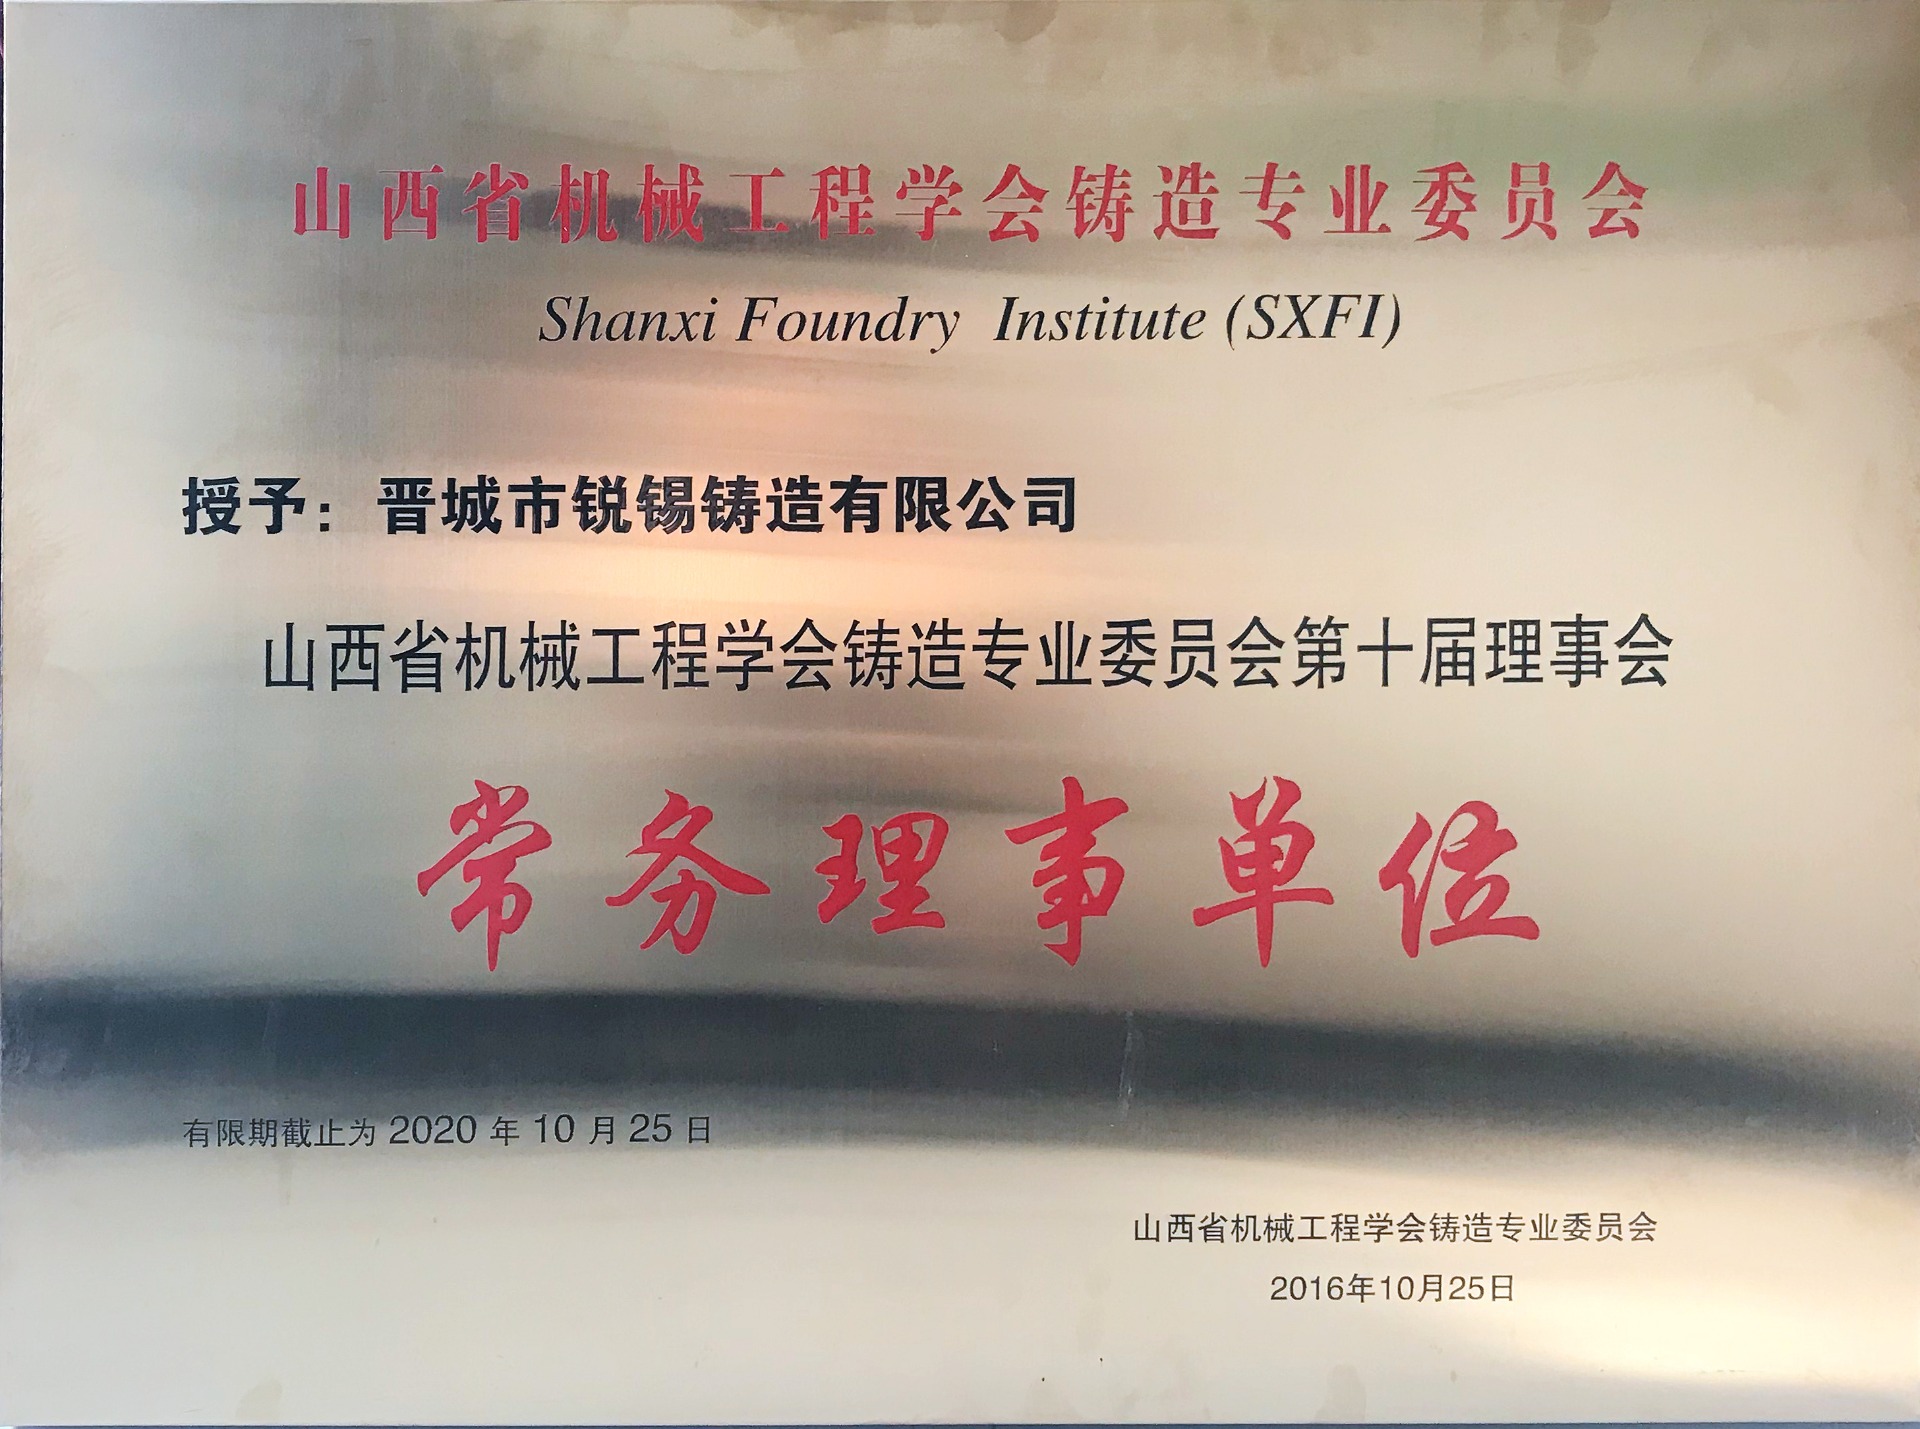 山西省机械工程学会铸造专业委员会
Shanxi Foundry Institute (SXFI)
授予：晋城市锐锡铸造有限公司
山西省机械工程学会铸造专业委员会第十届理事会
常务理事单位
有限期截止为 2020 年 10 月 25 日
山西省机械工程学会铸造专业委员会
2016年10月25日